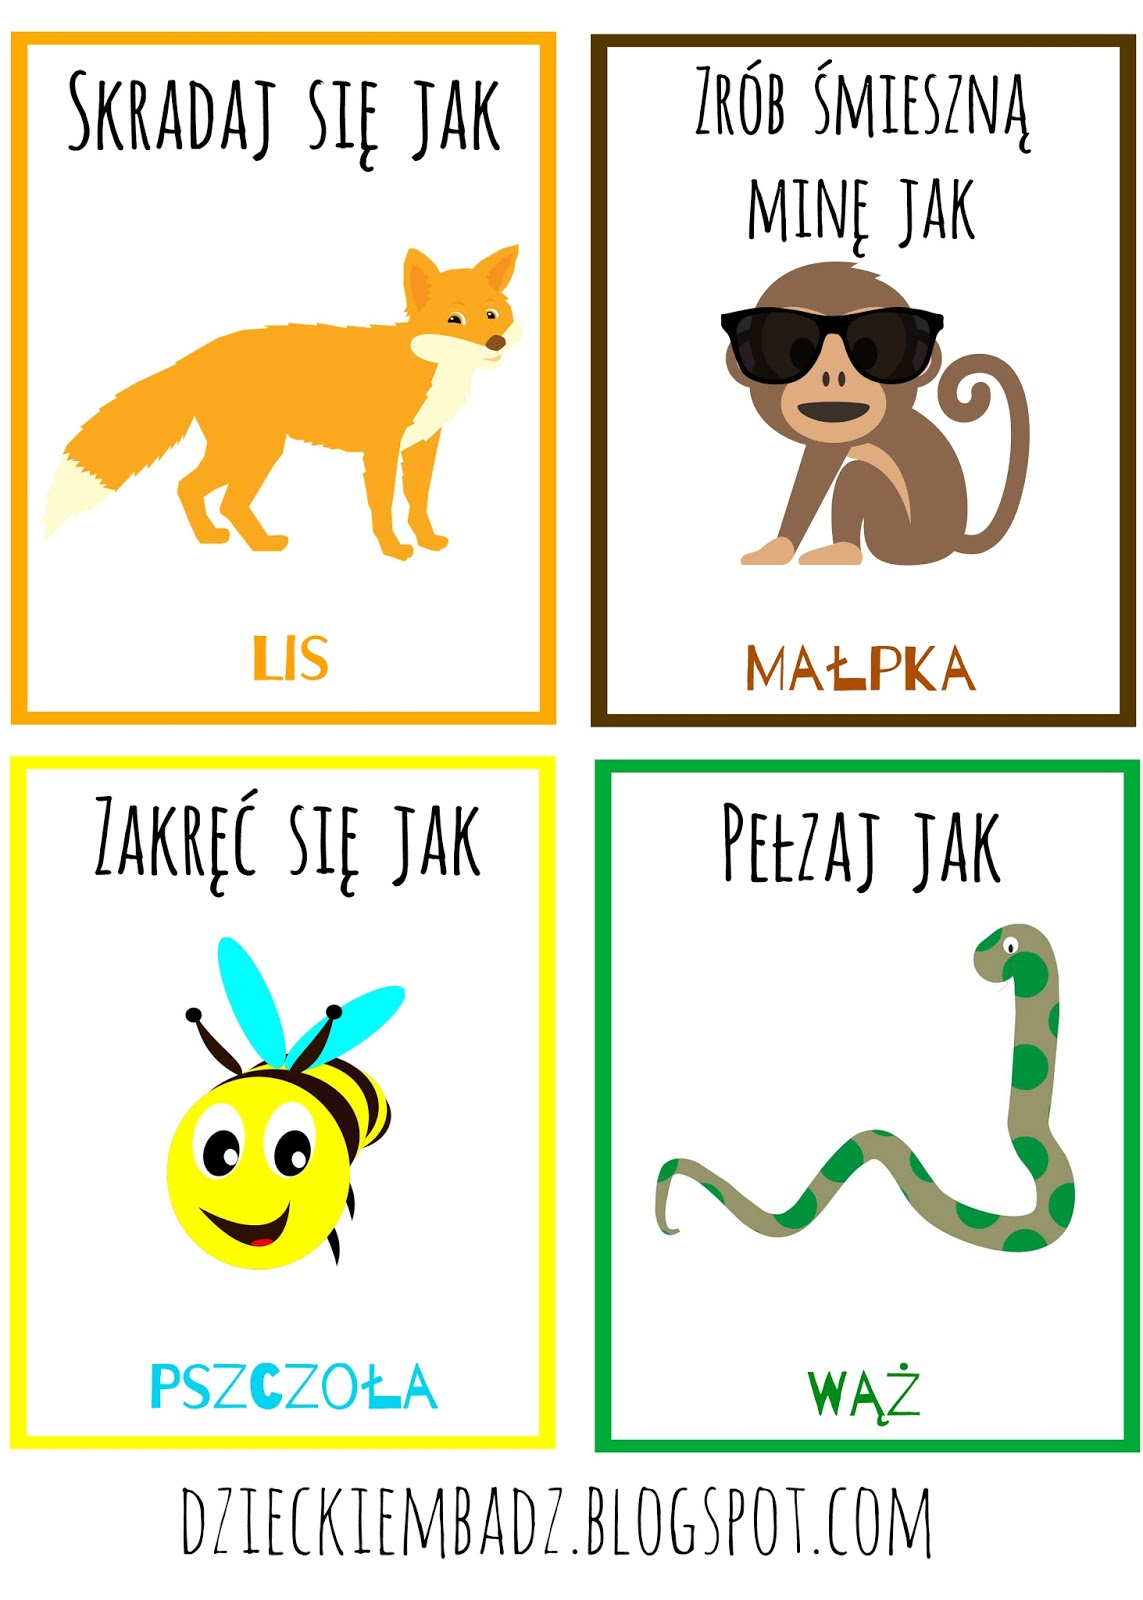 Skradaj się jak
LIS
Zrób śmieszną
minę jak
MAŁPKA
Zakręć się jak
PSZCZOŁA
Pełzaj jak
WĄŻ
dzieckiembadz.blogspot.com